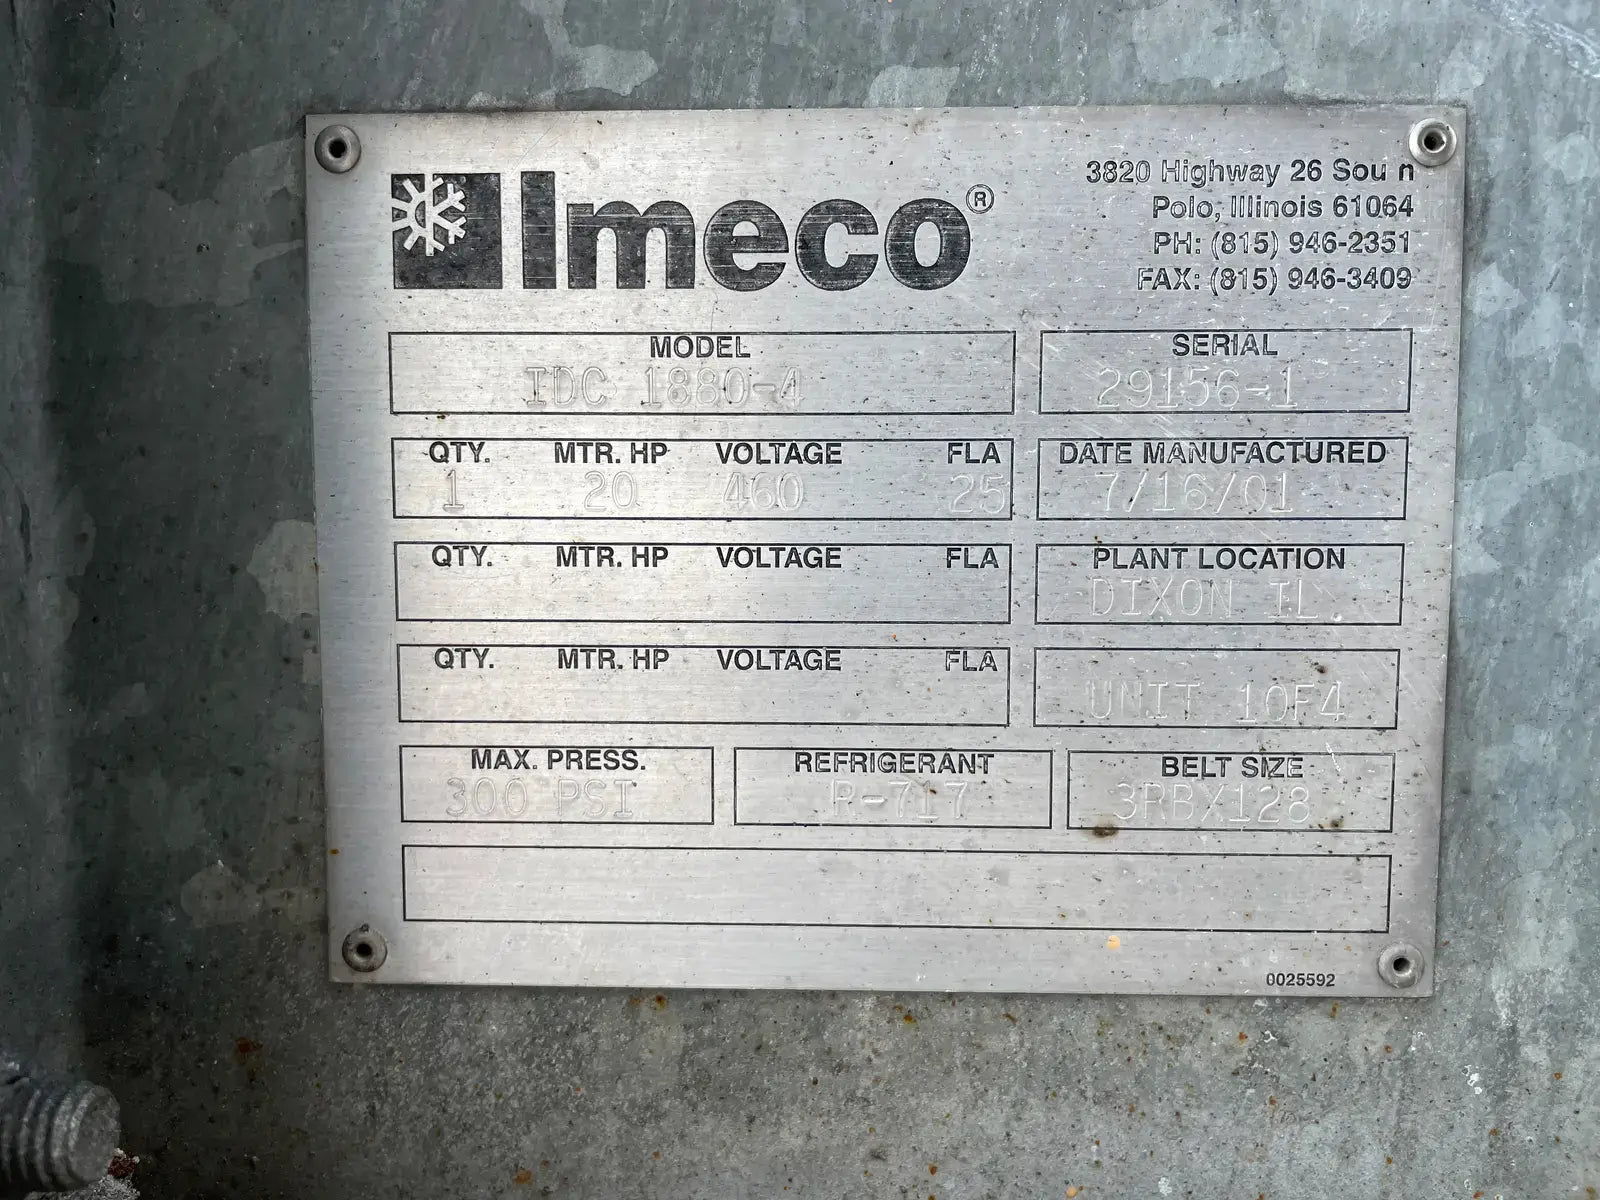 Imeco®
3820 Highway 26 Sou n
Polo, Illinois 61064
PH: (815) 946-2351
FAX: (815) 946-3409
MODEL
IDC 1880-4
SERIAL
29156-1
QTY. MTR. HP VOLTAGE FLA
1 20 460 25
DATE MANUFACTURED
7/16/01
QTY. MTR. HP VOLTAGE FLA
PLANT LOCATION
DIXON IL.
QTY. MTR. HP VOLTAGE FLA
UNIT 10F4
MAX. PRESS.
300 PSI
REFRIGERANT
R-717
BELT SIZE
3RBX128
0025592